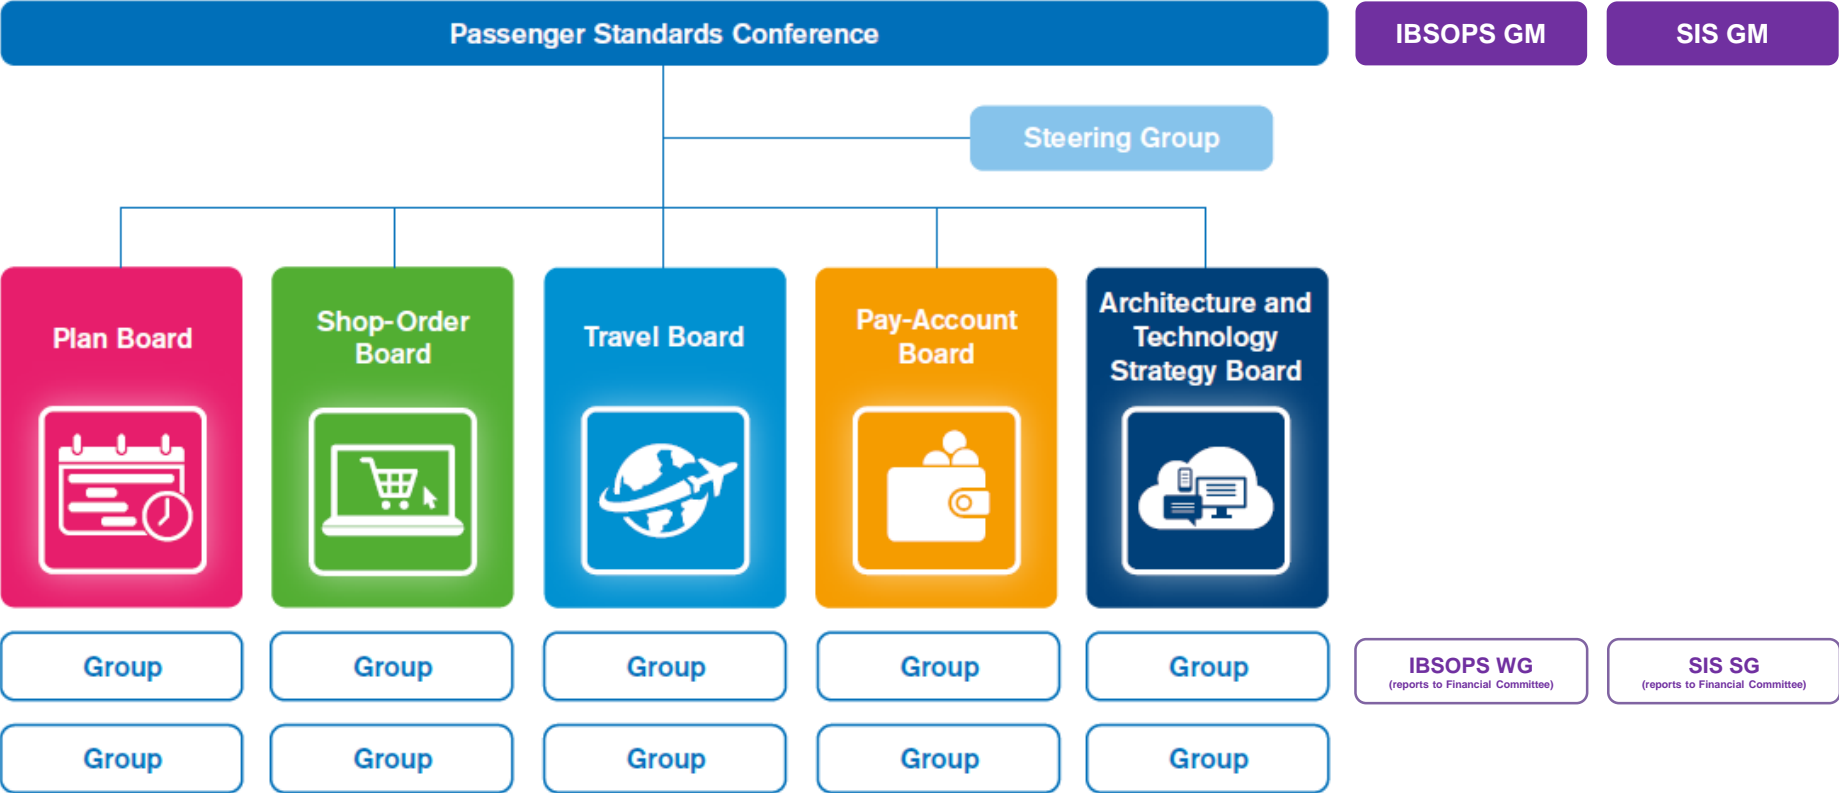 Passenger Standards Conference
IBSOPS GM
SIS GM
Steering Group
Plan Board
Shop-Order
Board
Travel Board
Pay-Account
Board
Architecture and
Technology
Strategy Board
Group
Group
Group
Group
Group
IBSOPS WG
(reports to Financial Committee)
SIS SG
(reports to Financial Committee)
Group
Group
Group
Group
Group